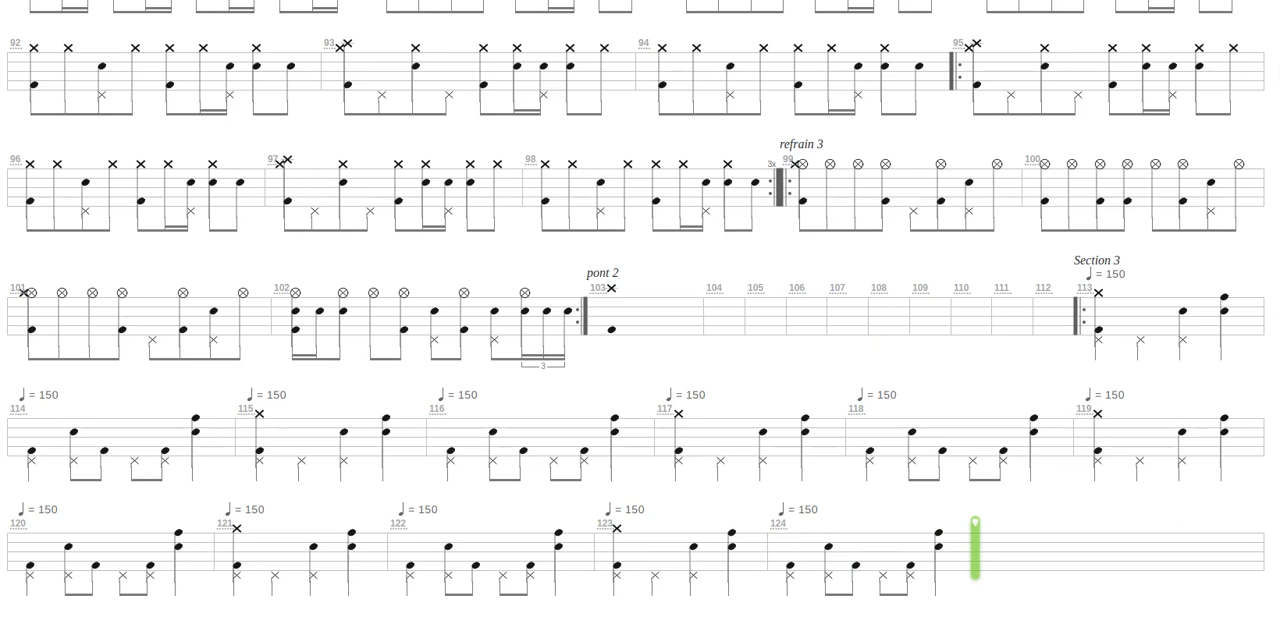 92 93 94 95
refrain 3
96 97 98 3x 99 100
pont 2 Section 3
♩ = 150
101 102 103 104 105 106 107 108 109 110 111 112 113
3
♩ = 150 ♩ = 150 ♩ = 150 ♩ = 150 ♩ = 150 ♩ = 150
114 115 116 117 118 119
♩ = 150 ♩ = 150 ♩ = 150 ♩ = 150 ♩ = 150
120 121 122 123 124